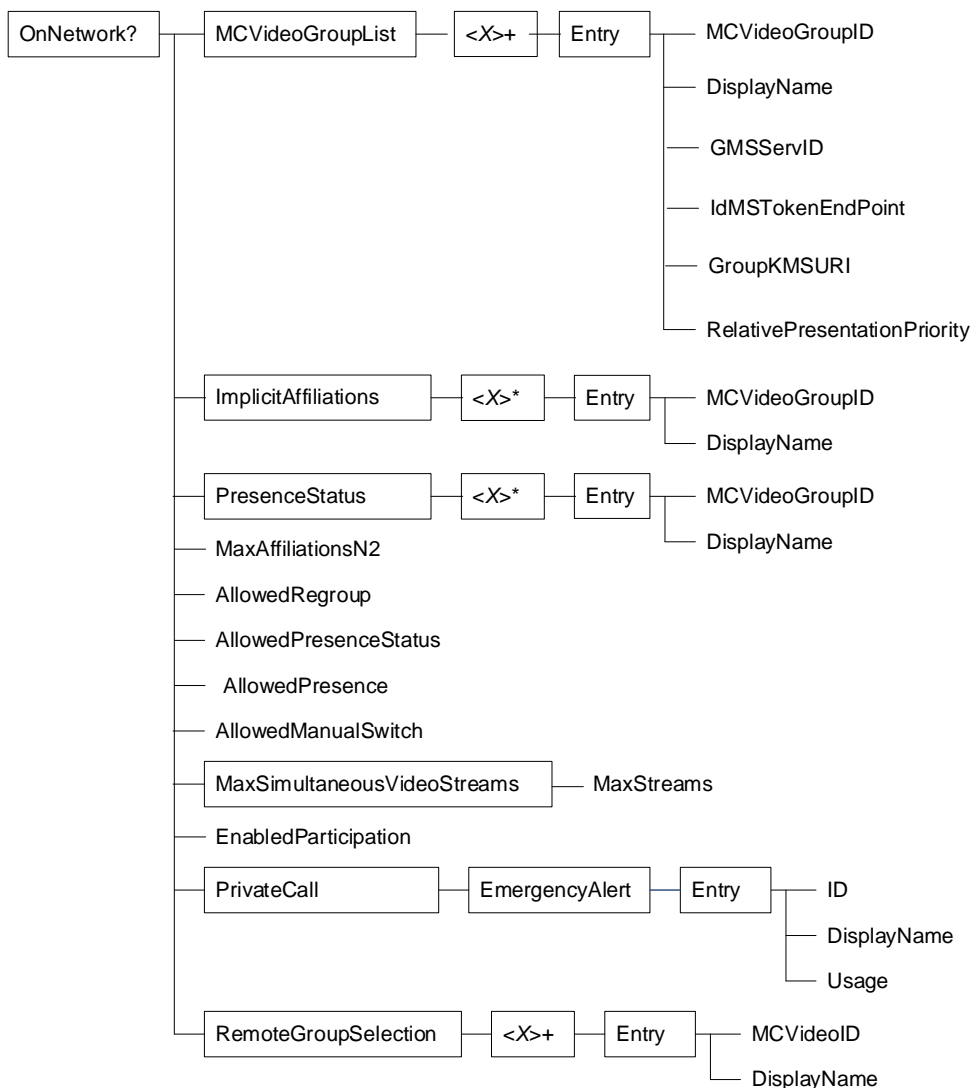 OnNetwork?
MCVideoGroupList
<X>+
Entry
MCVideoGroupID
DisplayName
GMSServID
IdMSTokenEndPoint
GroupKMSURI
RelativePresentationPriority
ImplicitAffiliations
<X>*
Entry
MCVideoGroupID
DisplayName
PresenceStatus
<X>*
Entry
MCVideoGroupID
DisplayName
MaxAffiliationsN2
AllowedRegroup
AllowedPresenceStatus
AllowedPresence
AllowedManualSwitch
MaxSimultaneousVideoStreams
MaxStreams
EnabledParticipation
PrivateCall
EmergencyAlert
Entry
ID
DisplayName
Usage
RemoteGroupSelection
<X>+
Entry
MCVideoID
DisplayName